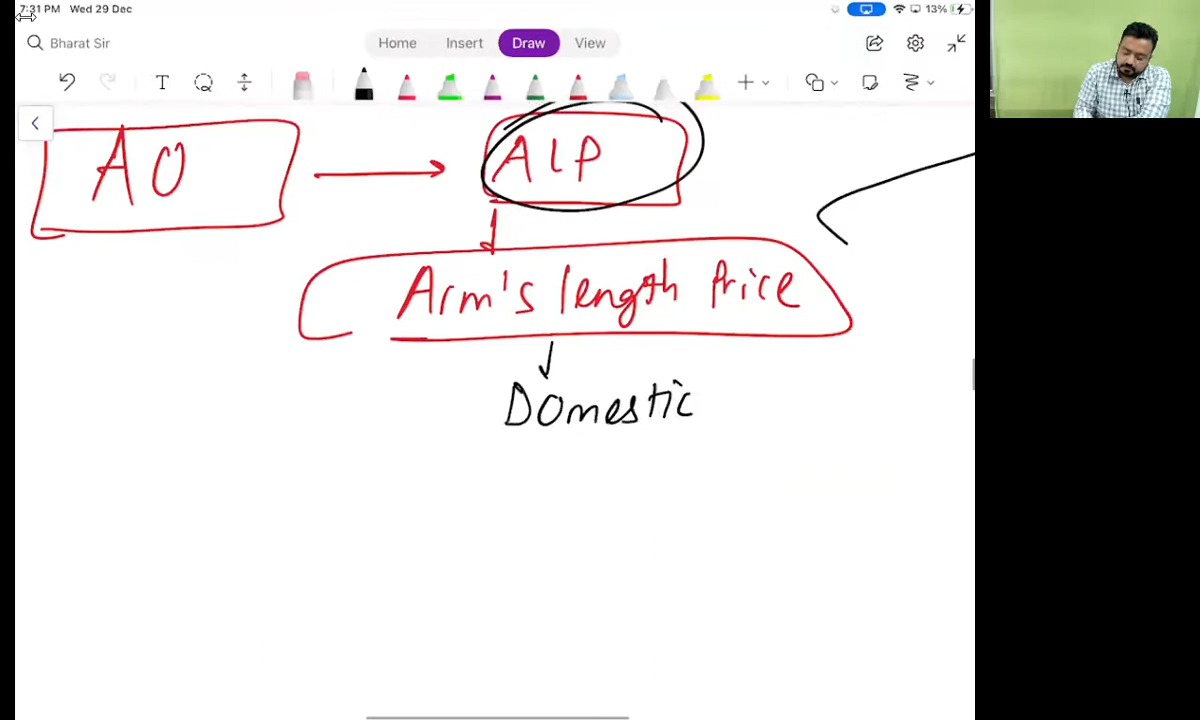 7:31 PM Wed 29 Dec
13%
Bharat Sir
Home Insert Draw View
T
AO
ALP
Arm's length Price
Domestic